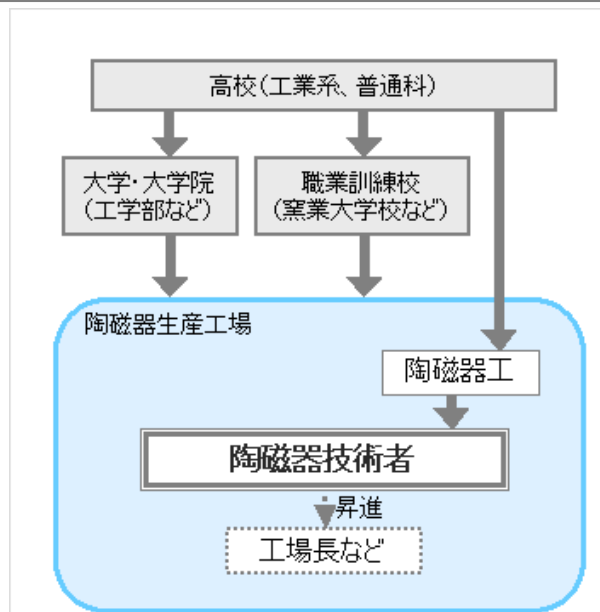 高校(工業系、普通科)
大学・大学院
(工学部など)
職業訓練校
(窯業大学校など)
陶磁器生産工場
陶磁器工
陶磁器技術者
昇進
工場長など